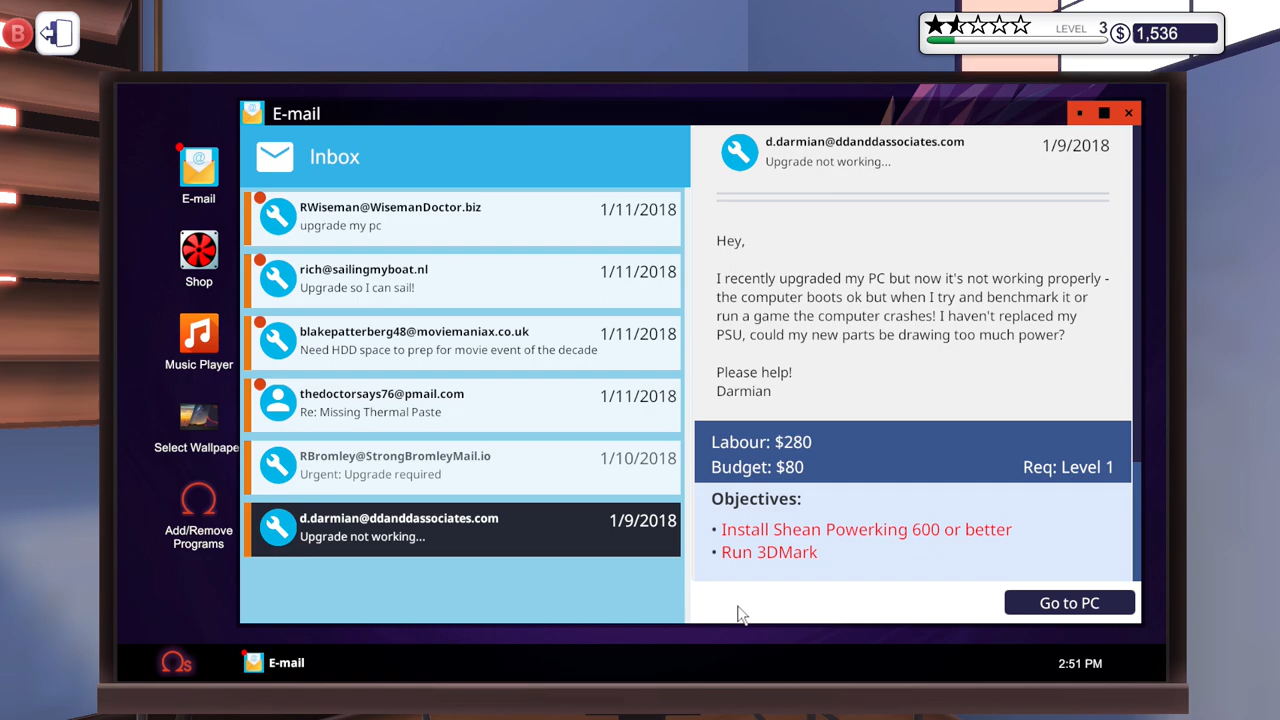 B
LEVEL 3
$ 1,536
E-mail
E-mail
Shop
Music Player
Select Wallpape
Add/Remove
Programs
Inbox
RWiseman@WisemanDoctor.biz 1/11/2018
upgrade my pc
rich@sailingmyboat.nl 1/11/2018
Upgrade so I can sail!
blakepatterberg48@moviemaniax.co.uk 1/11/2018
Need HDD space to prep for movie event of the decade
thedoctorsays76@pmail.com 1/11/2018
Re: Missing Thermal Paste
RBromley@StrongBromleyMail.io 1/10/2018
Urgent: Upgrade required
d.darmian@ddanddassociates.com 1/9/2018
Upgrade not working...
d.darmian@ddanddassociates.com 1/9/2018
Upgrade not working...
Hey,
I recently upgraded my PC but now it's not working properly -
the computer boots ok but when I try and benchmark it or
run a game the computer crashes! I haven't replaced my
PSU, could my new parts be drawing too much power?
Please help!
Darmian
Labour: $280
Budget: $80 Req: Level 1
Objectives:
• Install Shean Powerking 600 or better
• Run 3DMark
Go to PC
Ωs E-mail 2:51 PM